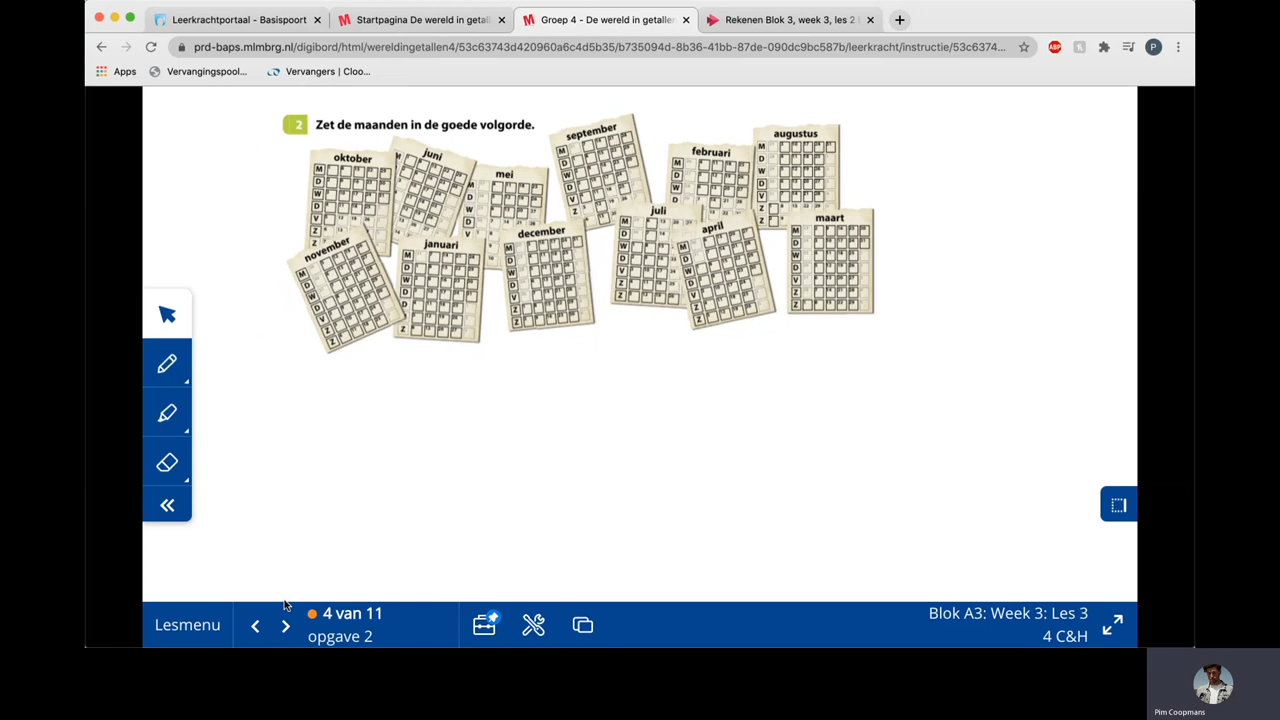 Leerkrachtportaal - Basispoort
Startpagina De wereld in getal
Groep 4 - De wereld in getallen
Rekenen Blok 3, week 3, les 2
prd-baps.mlmbrg.nl/digibord/html/wereldingetallen4/53c63743d420960a6c4d5b35/b735094d-8b36-41bb-87de-0900c9bc587b/leerkracht/instructie/53c6374...
ABP
P
Apps
Vervangingspool...
Vervangers | Cloo...
2 Zet de maanden in de goede volgorde.
oktober
juni
mei
september
februari
augustus
november
januari
december
juli
april
maart
Lesmenu
4 van 11
opgave 2
Blok A3: Week 3: Les 3
4 C&H
Pim Coopmans